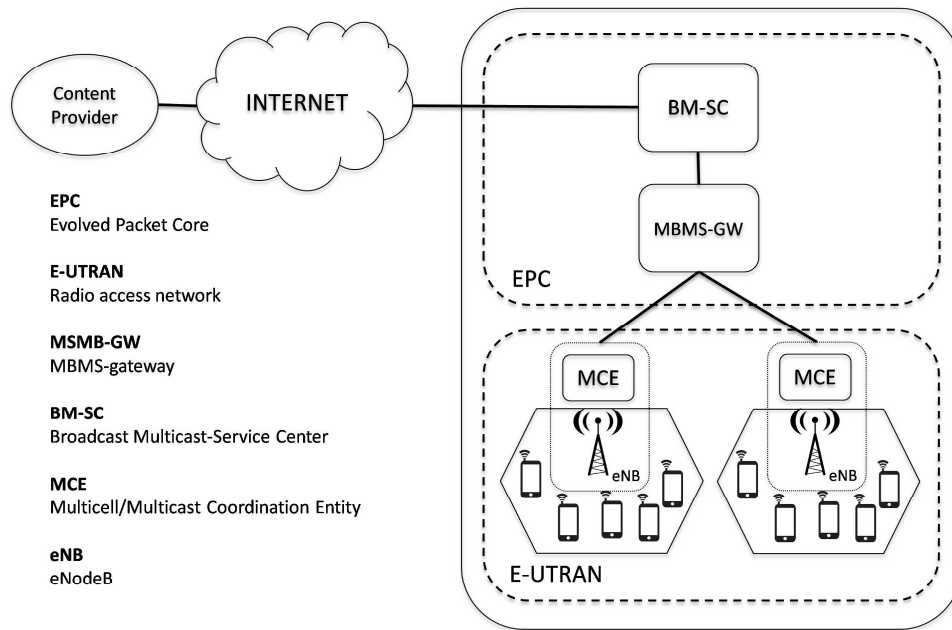 Content
Provider
INTERNET
BM-SC
MBMS-GW
EPC
EPC
Evolved Packet Core
E-UTRAN
Radio access network
MSMB-GW
MBMS-gateway
BM-SC
Broadcast Multicast-Service Center
MCE
Multicell/Multicast Coordination Entity
eNB
eNodeB
MCE
MCE
eNB
eNB
E-UTRAN